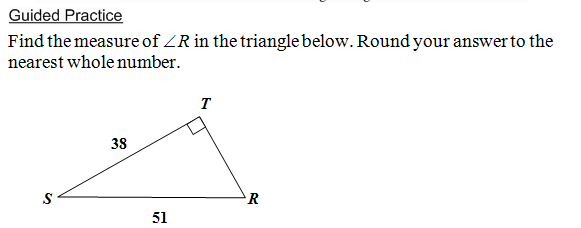 Guided Practice
Find the measure of ∠R in the triangle below. Round your answer to the
nearest whole number.
T
38
S
R
51